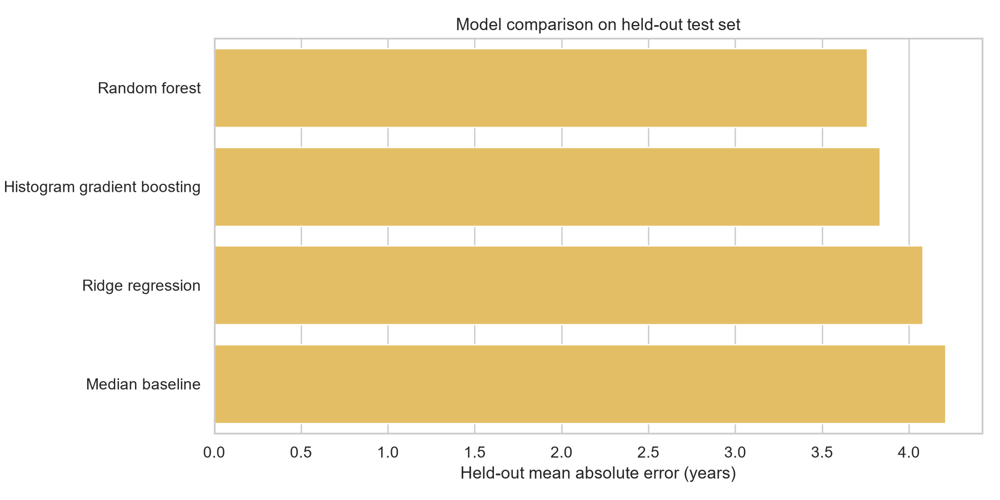 Model comparison on held-out test set
Random forest
Histogram gradient boosting
Ridge regression
Median baseline
0.0 0.5 1.0 1.5 2.0 2.5 3.0 3.5 4.0
Held-out mean absolute error (years)